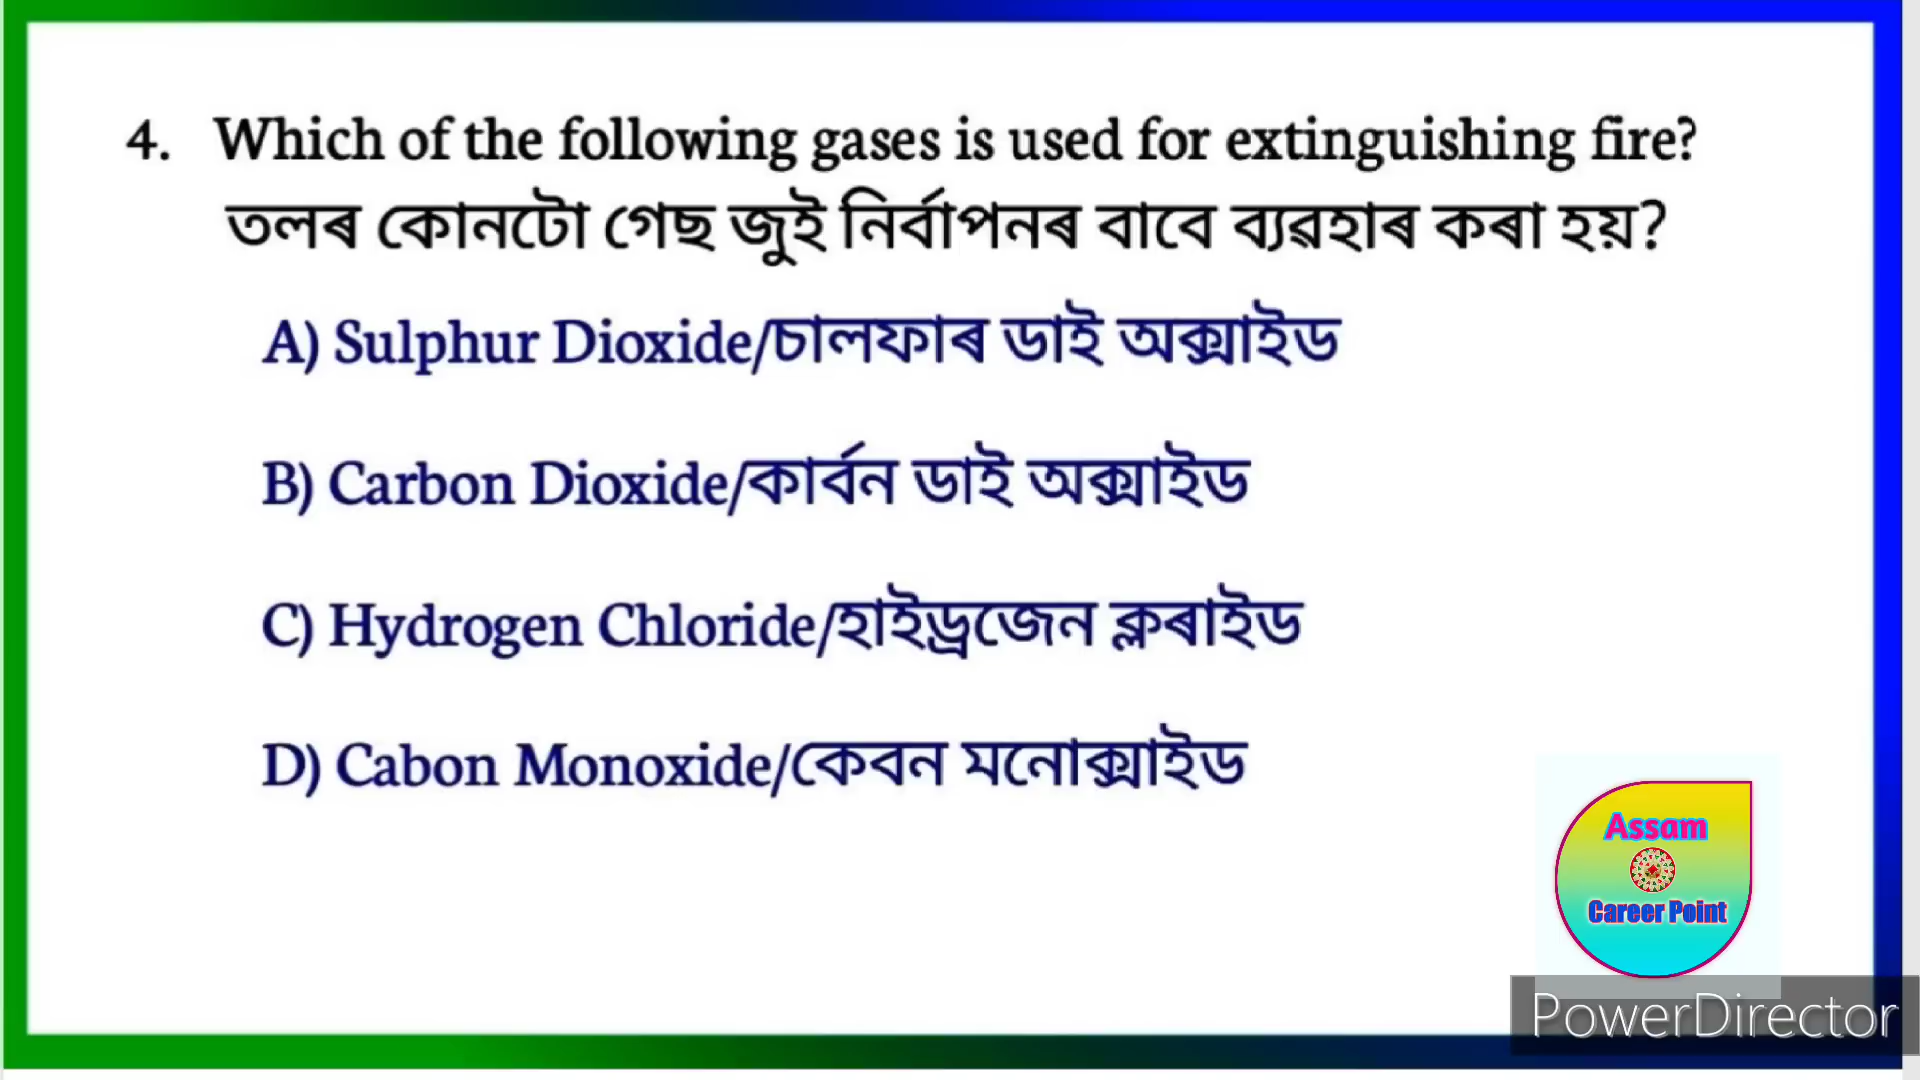 4. Which of the following gases is used for extinguishing fire?
তলৰ কোনটো গেছ জুই নিৰ্বাপনৰ বাবে ব্যৱহাৰ কৰা হয়?
A) Sulphur Dioxide/চালফাৰ ডাই অক্সাইড
B) Carbon Dioxide/কাৰ্বন ডাই অক্সাইড
C) Hydrogen Chloride/হাইড্ৰজেন ক্লৰাইড
D) Cabon Monoxide/কেবন মনোক্সাইড
Assam
Career Point
PowerDirector